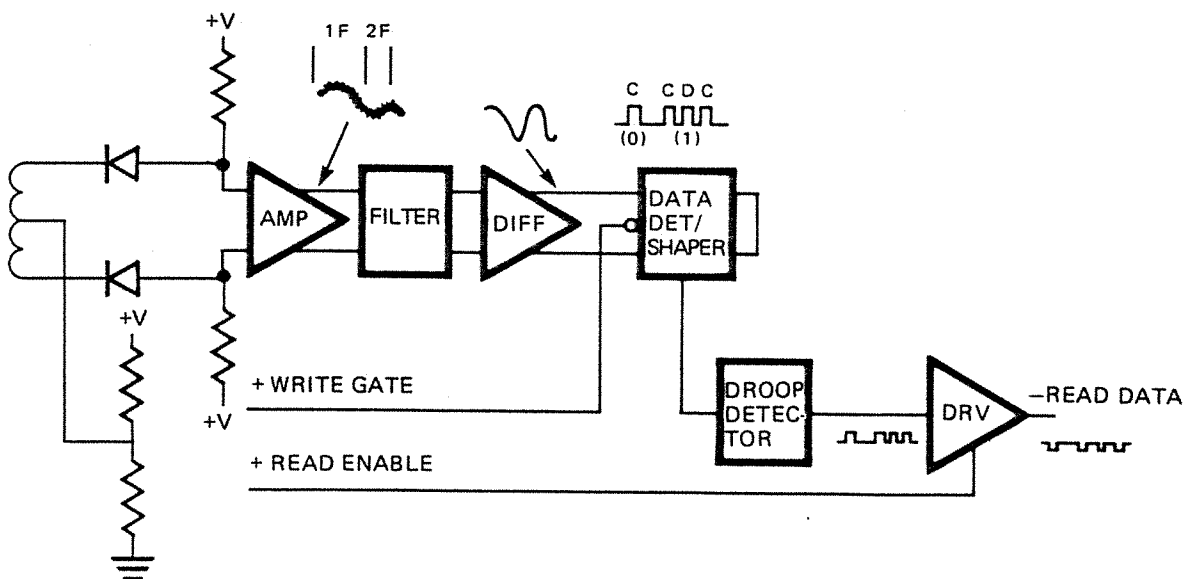 +V
1F 2F
C C D C
(0) (1)
AMP
FILTER
DIFF
DATA
DET/
SHAPER
+V
+V
+ WRITE GATE
DROOP
DETEC-
TOR
DRV
–READ DATA
+ READ ENABLE